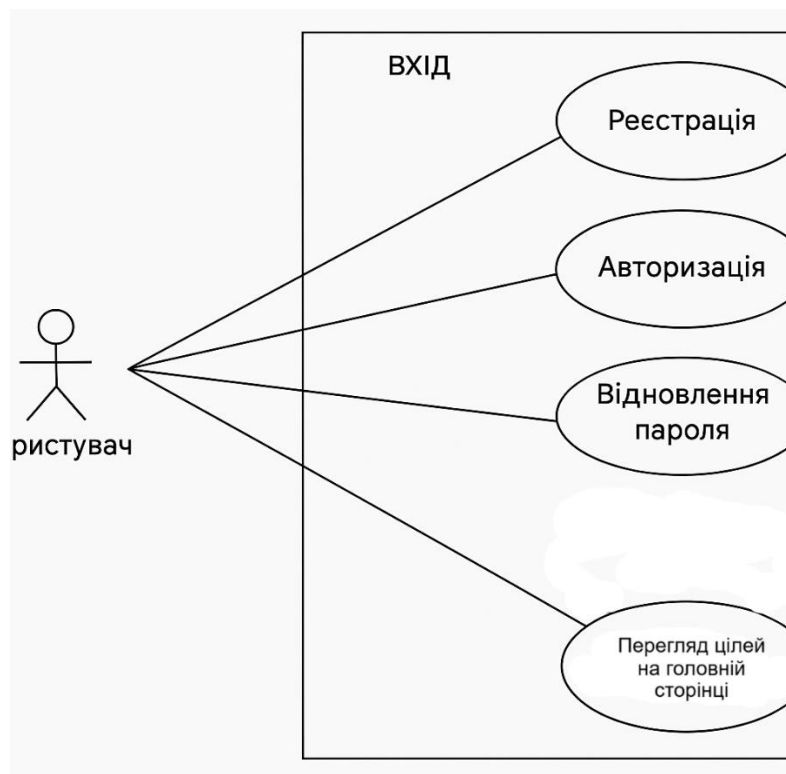 ВХІД
Реєстрація
Авторизація
Відновлення
пароля
ристувач
Перегляд цілей
на головній
сторінці